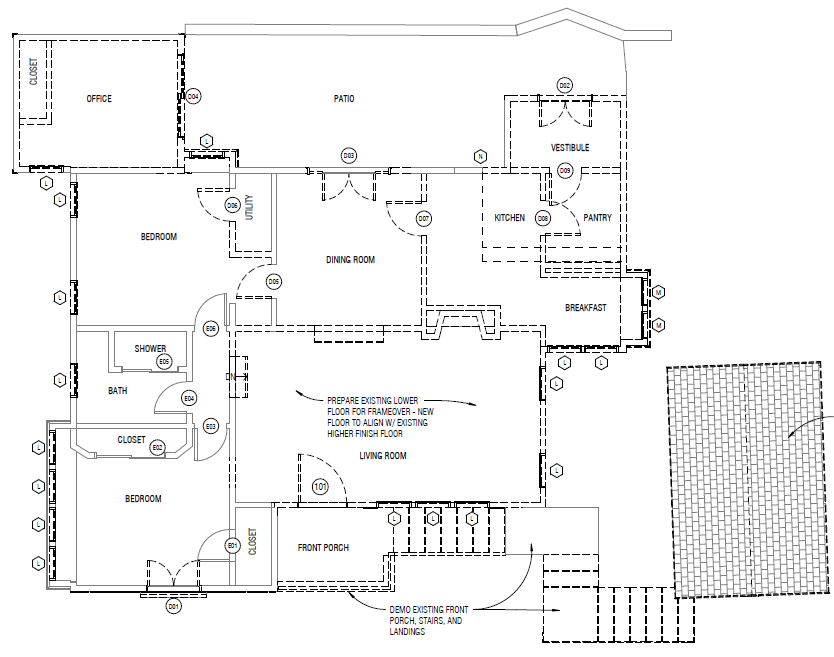 D02
CLOSET
OFFICE
D04
PATIO
L
D03
N
VESTIBULE
D09
L
L
D06
UTILITY
D07
KITCHEN
D08
PANTRY
BEDROOM
DINING ROOM
D05
L
M
BREAKFAST
M
E06
SHOWER
E05
L
L
L
DN
L
BATH
E04
PREPARE EXISTING LOWER
FLOOR FOR FRAMEOVER - NEW
FLOOR TO ALIGN W/ EXISTING
HIGHER FINISH FLOOR
E03
L
CLOSET
E02
LIVING ROOM
L
L
101
BEDROOM
L
L
L
L
L
E01
CLOSET
FRONT PORCH
D01
DEMO EXISTING FRONT
PORCH, STAIRS, AND
LANDINGS